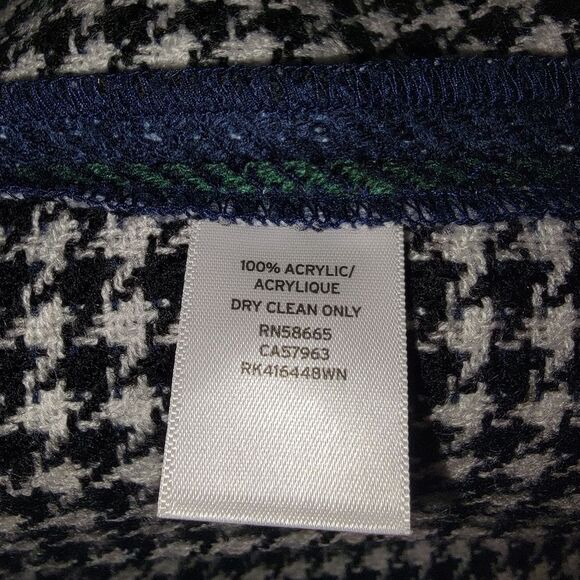 100% ACRYLIC/
ACRYLIQUE
DRY CLEAN ONLY
RN58665
CA57963
RK416448WN